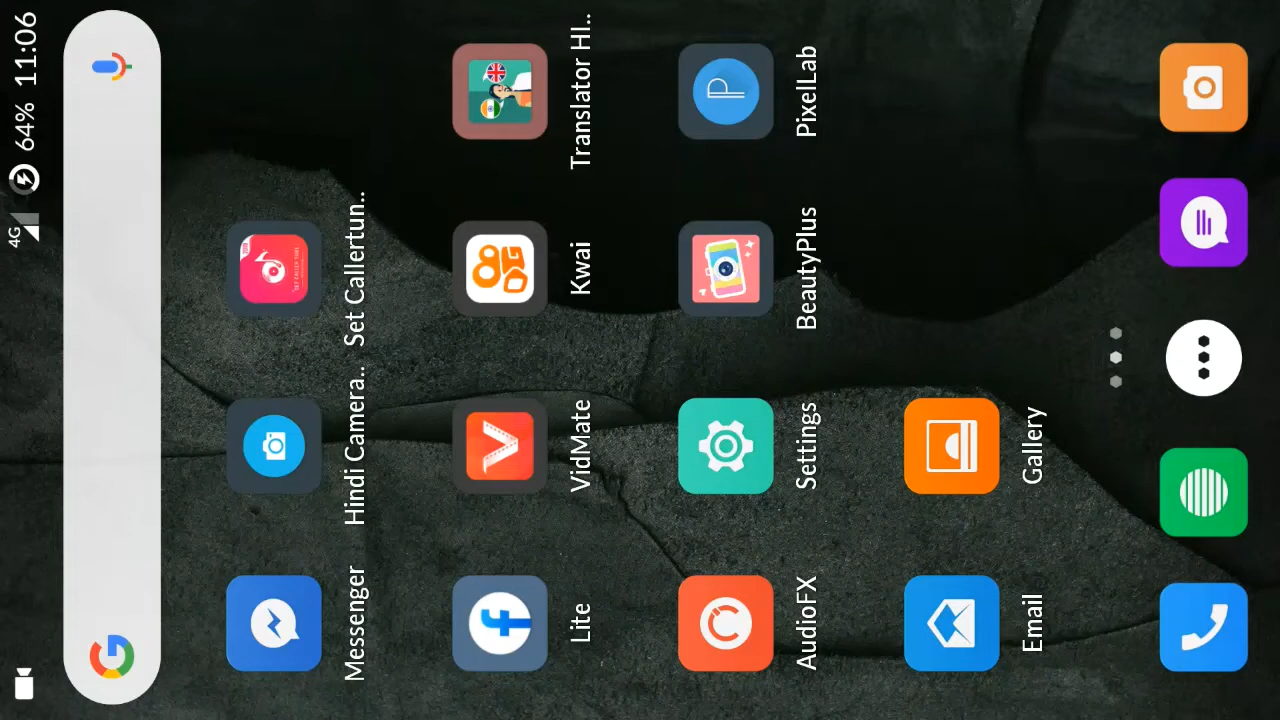 4G 64% 11:06
Messenger Hindi Camera.. Set Callertun..
Lite VidMate Kwai Translator HI..
AudioFX Settings BeautyPlus PixelLab
Email Gallery